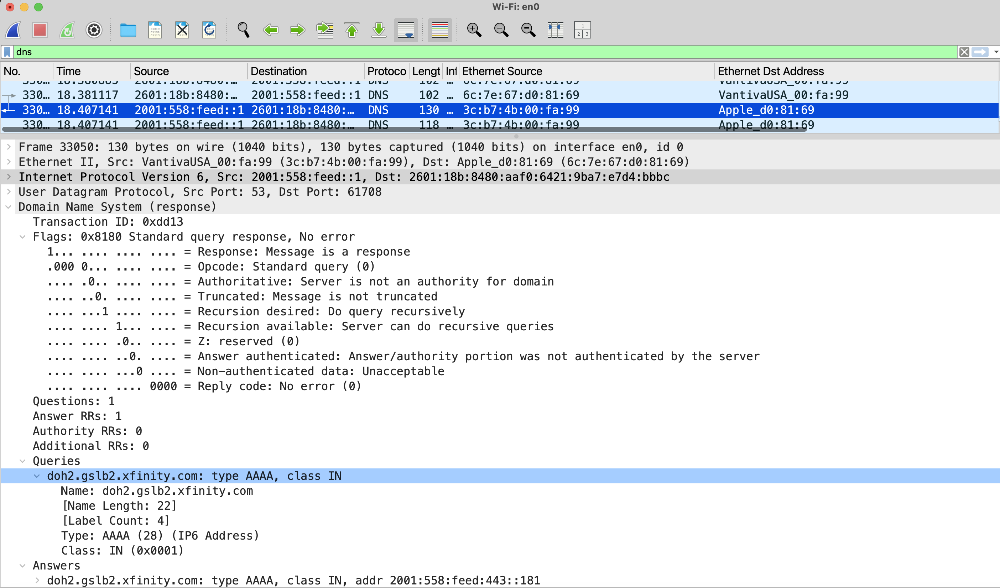 Wi-Fi: en0
dns
No. Time Source Destination Protoco Lengt Int Ethernet Source Ethernet Dst Address
330… 18.381117 2601:18b:8480:… 2001:558:feed::1 DNS 102 … 6c:7e:67:d0:81:69 VantivaUSA_00:fa:99
330… 18.407141 2001:558:feed::1 2601:18b:8480:… DNS 130 … 3c:b7:4b:00:fa:99 Apple_d0:81:69
330… 18.407141 2001:558:feed::1 2601:18b:8480:… DNS 118 … 3c:b7:4b:00:fa:99 Apple_d0:81:69
Frame 33050: 130 bytes on wire (1040 bits), 130 bytes captured (1040 bits) on interface en0, id 0
Ethernet II, Src: VantivaUSA_00:fa:99 (3c:b7:4b:00:fa:99), Dst: Apple_d0:81:69 (6c:7e:67:d0:81:69)
Internet Protocol Version 6, Src: 2001:558:feed::1, Dst: 2601:18b:8480:aaf0:6421:9ba7:e7d4:bbbc
User Datagram Protocol, Src Port: 53, Dst Port: 61708
Domain Name System (response)
Transaction ID: 0xdd13
Flags: 0x8180 Standard query response, No error
1... .... .... .... = Response: Message is a response
.000 0... .... .... = Opcode: Standard query (0)
.... .0.. .... .... = Authoritative: Server is not an authority for domain
.... ..0. .... .... = Truncated: Message is not truncated
.... ...1 .... .... = Recursion desired: Do query recursively
.... .... 1... .... = Recursion available: Server can do recursive queries
.... .... .0.. .... = Z: reserved (0)
.... .... ..0. .... = Answer authenticated: Answer/authority portion was not authenticated by the server
.... .... ...0 .... = Non-authenticated data: Unacceptable
.... .... .... 0000 = Reply code: No error (0)
Questions: 1
Answer RRs: 1
Authority RRs: 0
Additional RRs: 0
Queries
doh2.gslb2.xfinity.com: type AAAA, class IN
Name: doh2.gslb2.xfinity.com
[Name Length: 22]
[Label Count: 4]
Type: AAAA (28) (IP6 Address)
Class: IN (0x0001)
Answers
doh2.gslb2.xfinity.com: type AAAA, class IN, addr 2001:558:feed:443::181